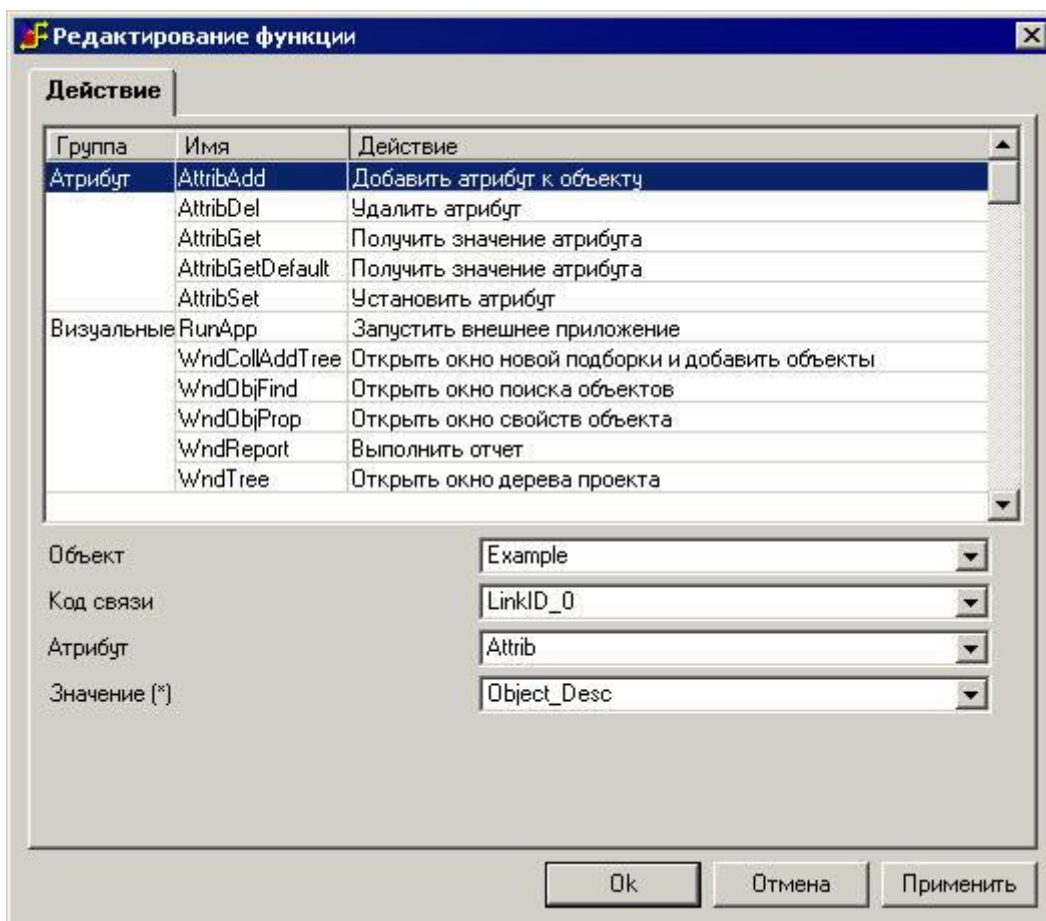 Редактирование функции
Действие
Группа Имя Действие
Атрибут AttribAdd Добавить атрибут к объекту
AttribDel Удалить атрибут
AttribGet Получить значение атрибута
AttribGetDefault Получить значение атрибута
AttribSet Установить атрибут
Визуальные RunApp Запустить внешнее приложение
WndCollAddTree Открыть окно новой подборки и добавить объекты
WndObjFind Открыть окно поиска объектов
WndObjProp Открыть окно свойств объекта
WndReport Выполнить отчет
WndTree Открыть окно дерева проекта
Объект Example
Код связи LinkID_0
Атрибут Attrib
Значение (*) Object_Desc
Ok Отмена Применить